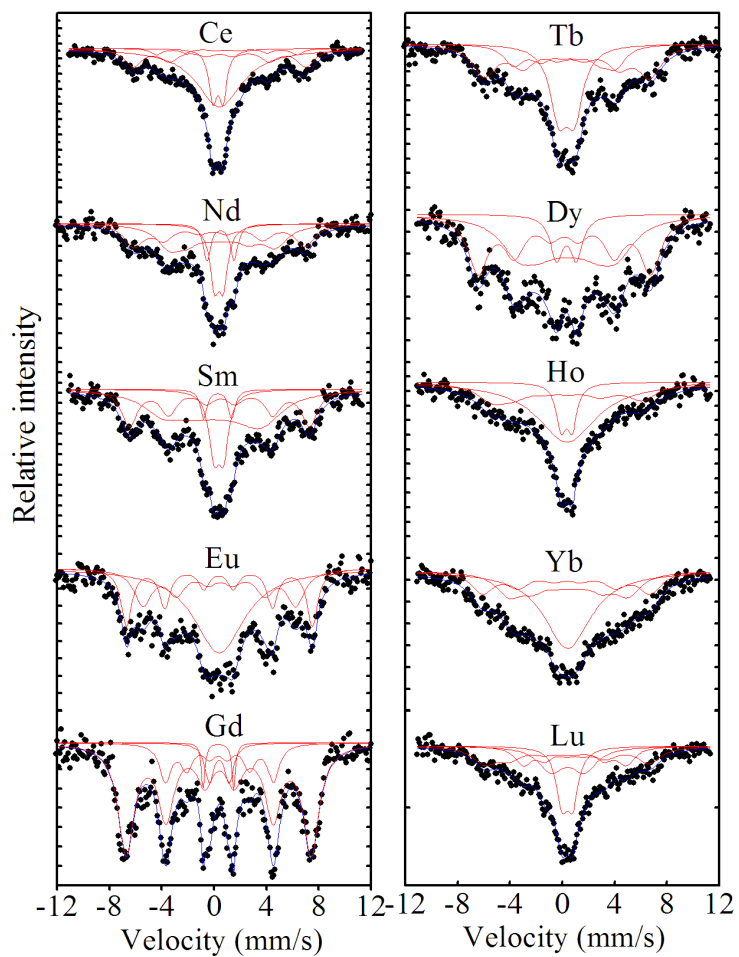 Ce
Nd
Sm
Eu
Gd
Tb
Dy
Ho
Yb
Lu
Relative intensity
-12 -8 -4 0 4 8 12
-12 -8 -4 0 4 8 12
Velocity (mm/s)
Velocity (mm/s)